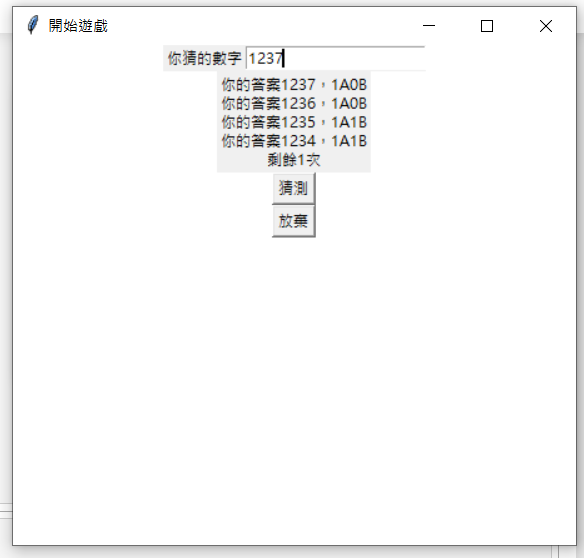 開始遊戲
你猜的數字 1237
你的答案1237，1A0B
你的答案1236，1A0B
你的答案1235，1A1B
你的答案1234，1A1B
剩餘1次
猜測
放棄